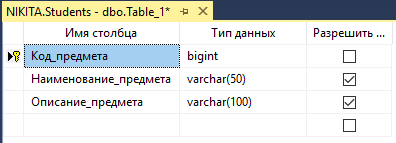 NIKITA.Students - dbo.Table_1*
Имя столбца Тип данных Разрешить ...
Код_предмета bigint
Наименование_предмета varchar(50)
Описание_предмета varchar(100)